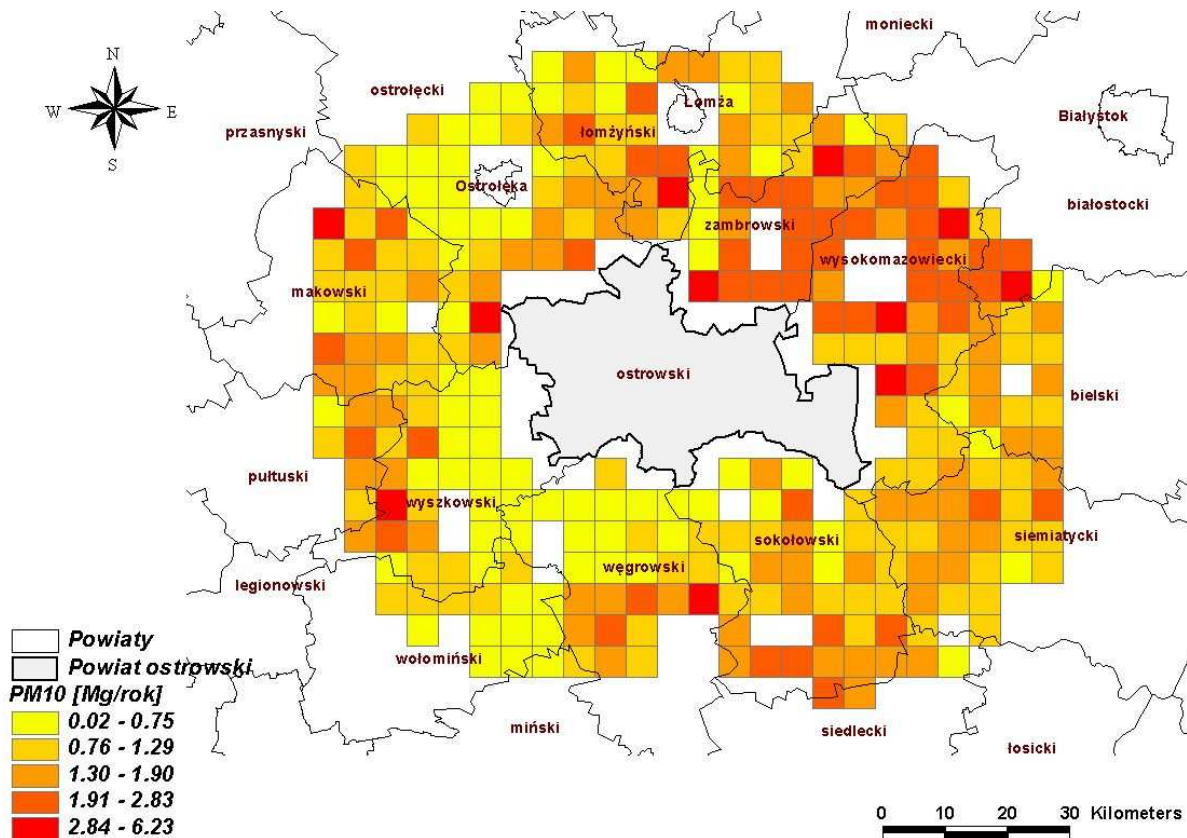 moniecki
N
W E
S
ostrołęcki
Łomża
Białystok
przasnyski
łomżyński
Ostrołęka
białostocki
zambrowski
wysokomazowiecki
makowski
ostrowski
bielski
pułtuski
wyszkowski
sokołowski
siemiatycki
węgrowski
legionowski
Powiaty
Powiat ostrowski
wołomiński
PM10 [Mg/rok]
0.02 - 0.75
0.76 - 1.29
1.30 - 1.90
1.91 - 2.83
2.84 - 6.23
miński
siedlecki
łosicki
0 10 20 30 Kilometers